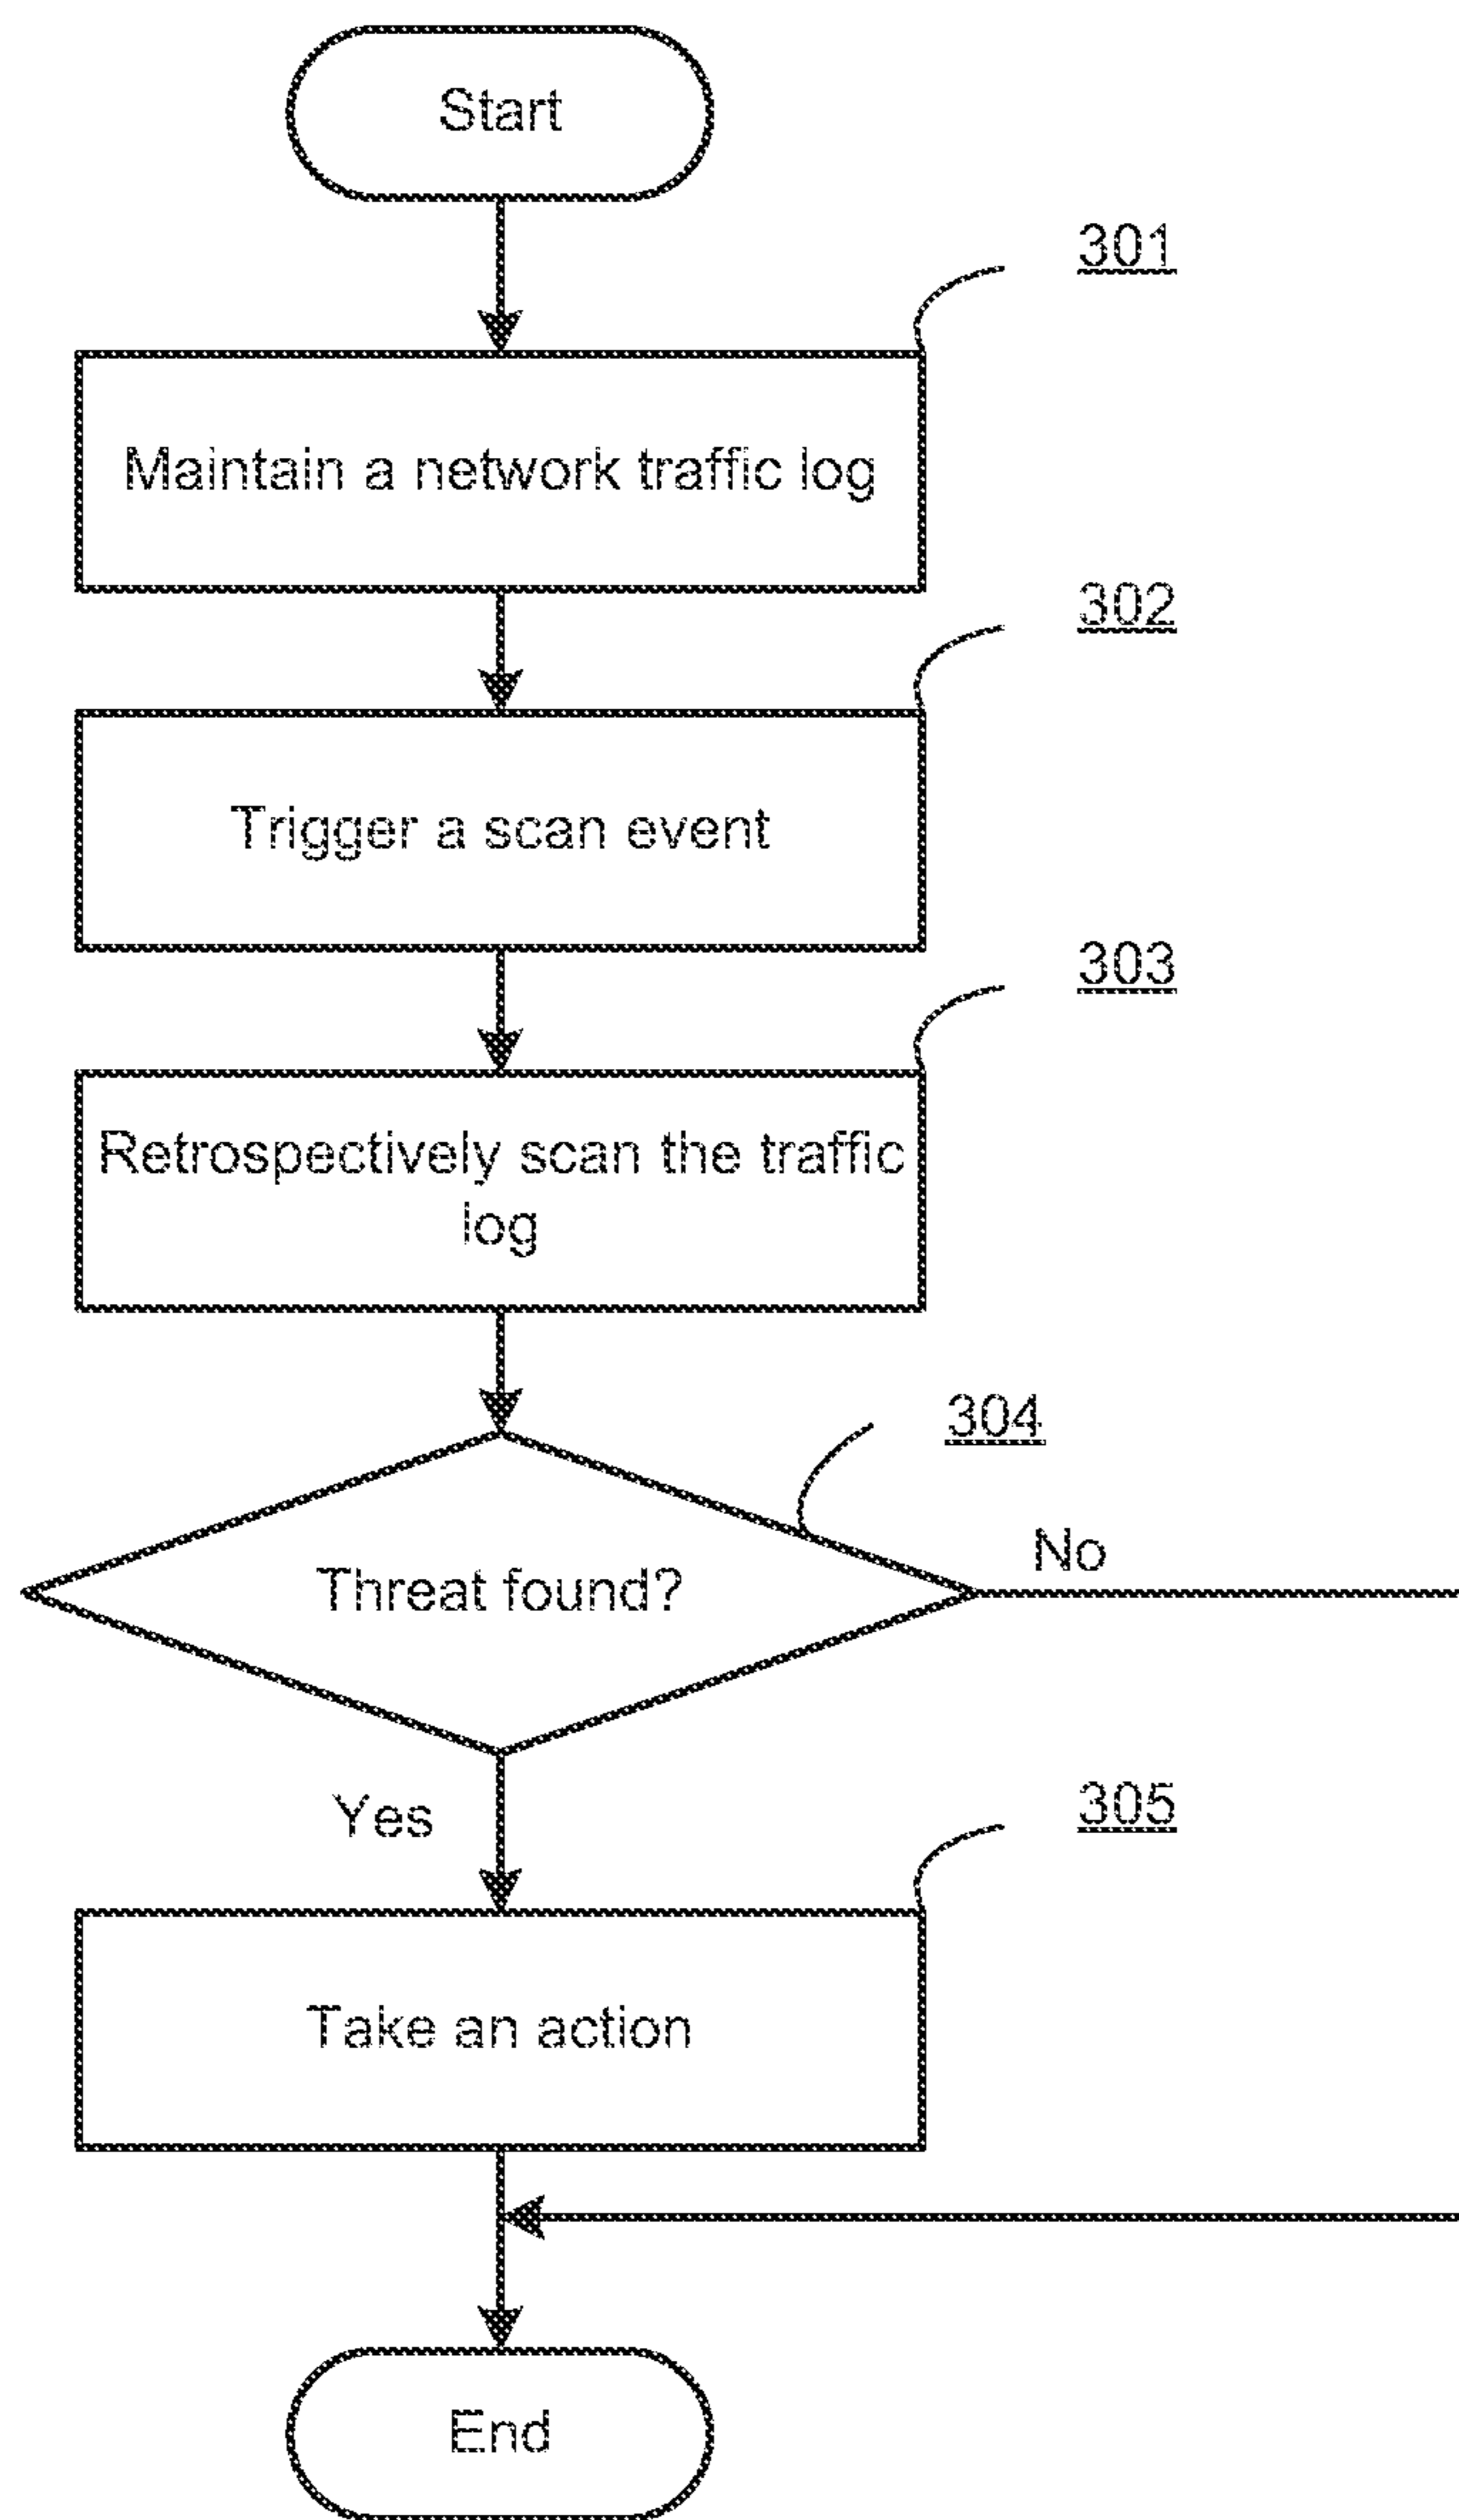 Start
301
Maintain a network traffic log
302
Trigger a scan event
303
Retrospectively scan the traffic
log
304
No
Threat found?
Yes
305
Take an action
End